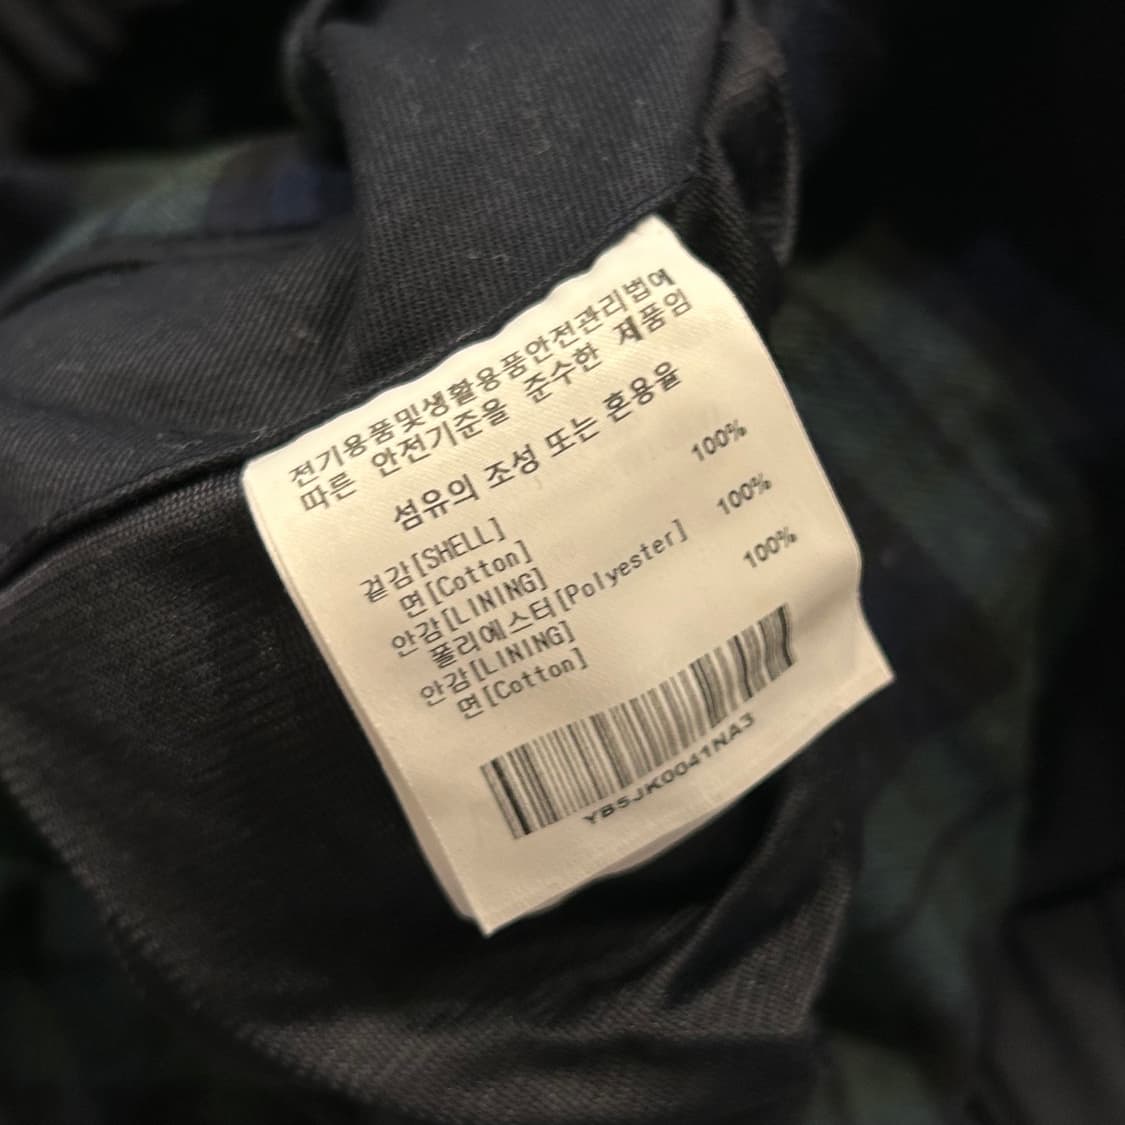 전기용품및생활용품안전관리법에
따른 안전기준을 준수한 제품임
섬유의 조성 또는 혼용율
겉감[SHELL]
면[Cotton] 100%
안감[LINING]
폴리에스터[Polyester] 100%
안감[LINING]
면[Cotton] 100%
YB5JK0041NA3